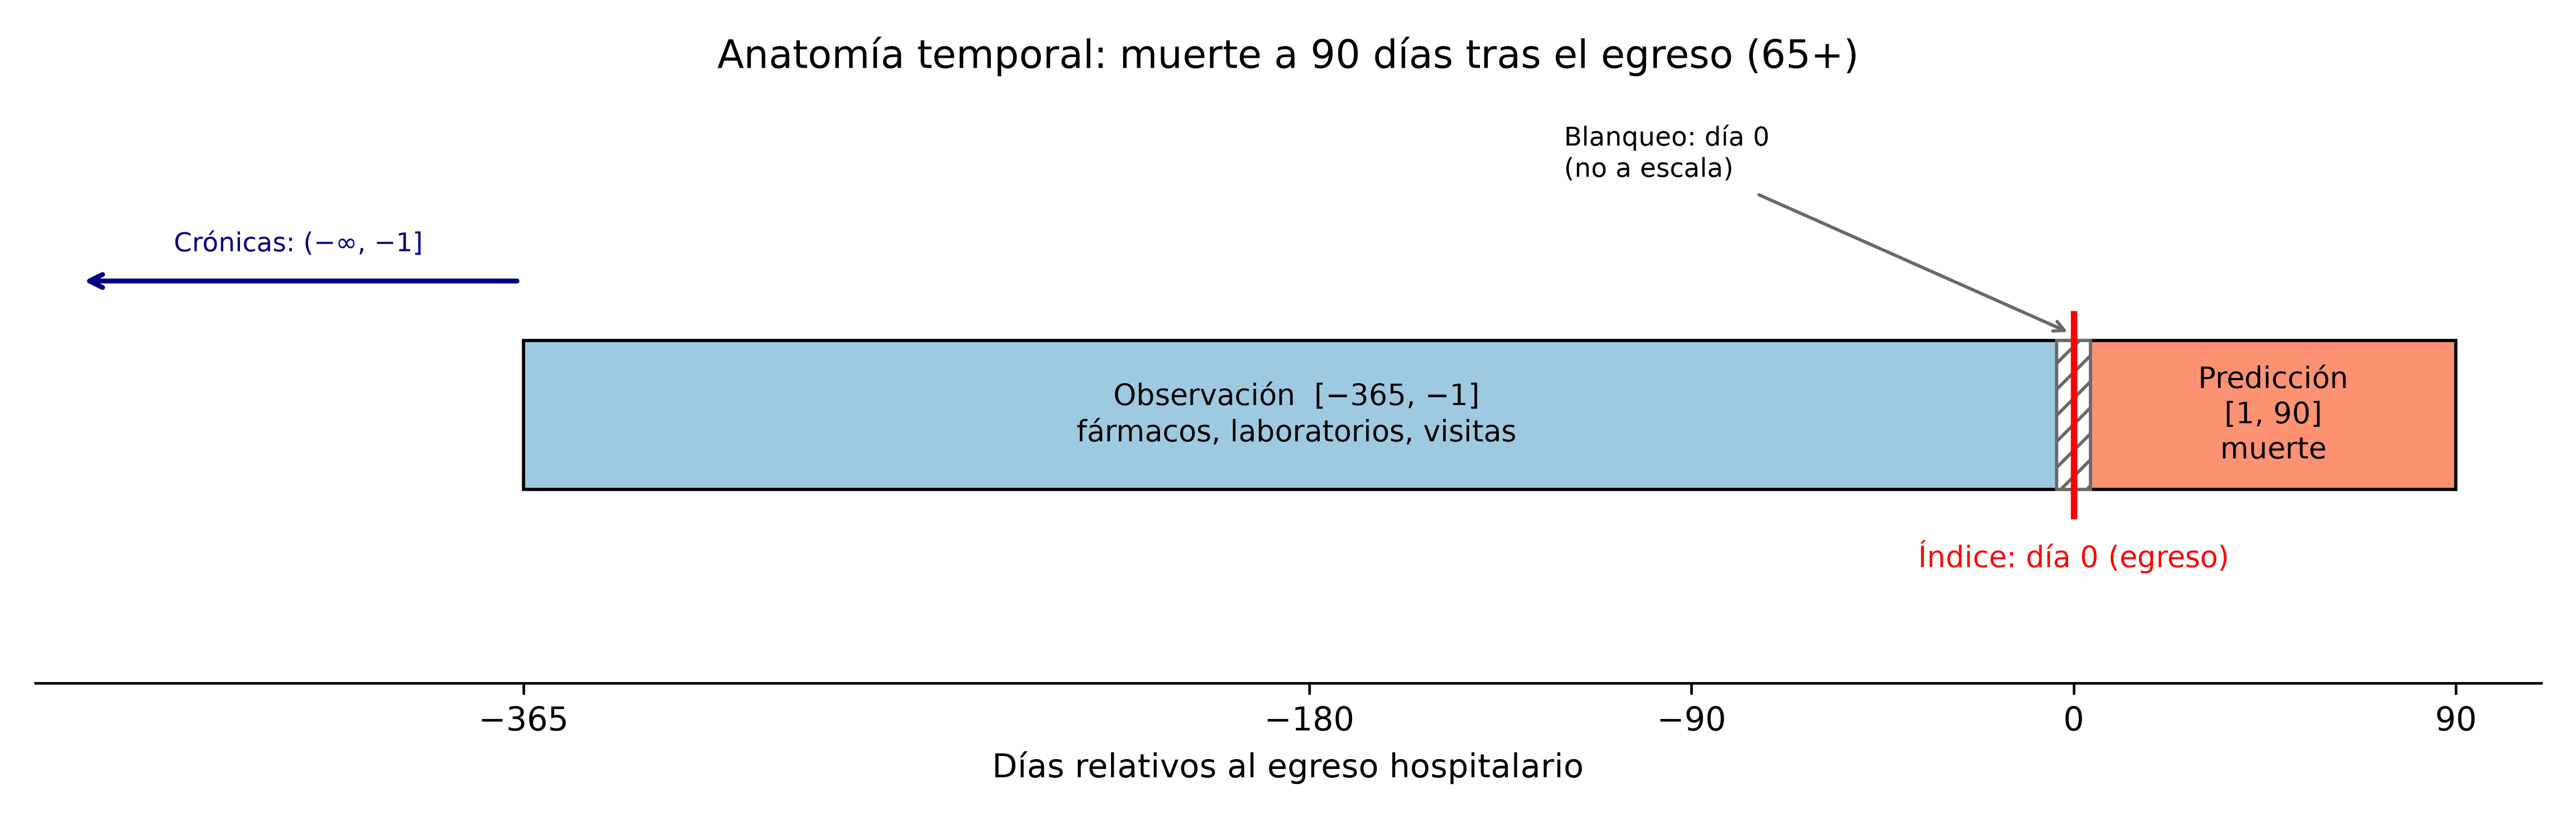 Anatomía temporal: muerte a 90 días tras el egreso (65+)
Blanqueo: día 0
(no a escala)
Crónicas: (−∞, −1]
Observación [−365, −1]
fármacos, laboratorios, visitas
Predicción
[1, 90]
muerte
Índice: día 0 (egreso)
−365
−180
−90
0
90
Días relativos al egreso hospitalario